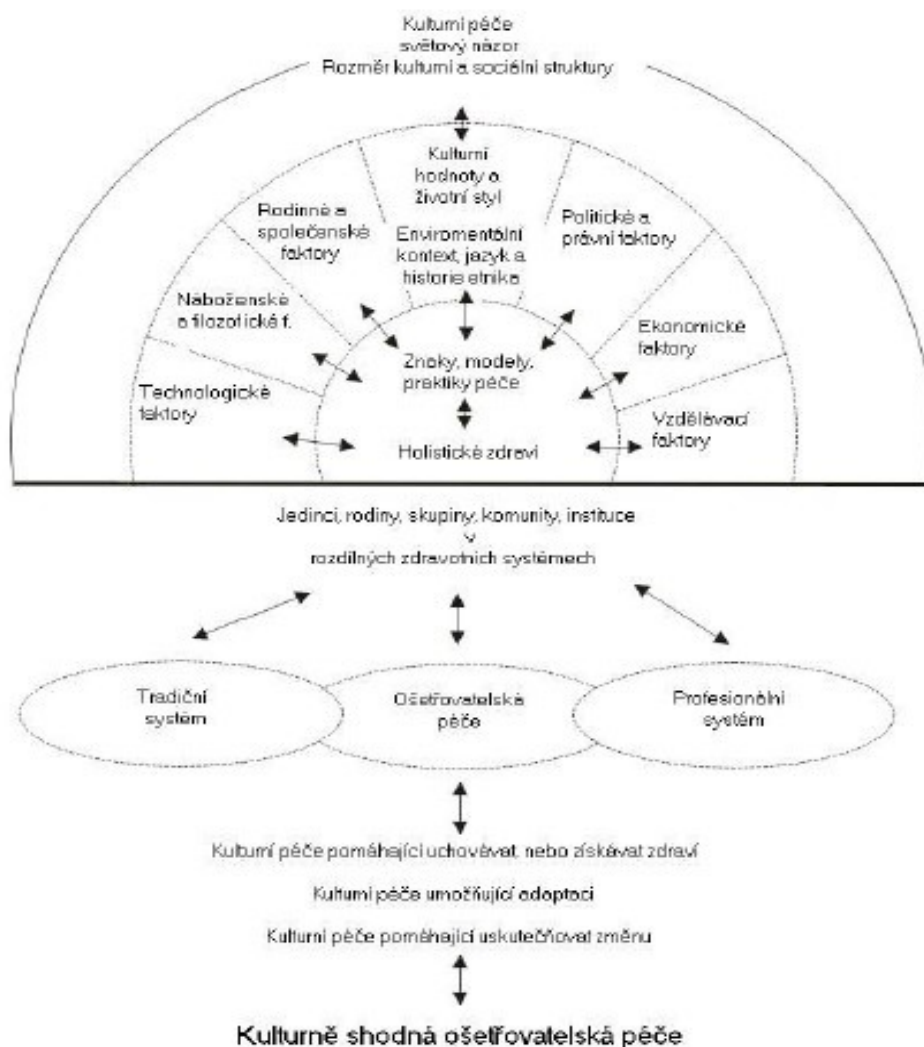 Kulturní péče
světový názor
Rozměr kulturní a sociální struktury
Kulturní
hodnoty a
životní styl
Rodinné a
společenské
faktory
Politické a
právní faktory
Enviromentální
kontext, jazyk a
historie etnika
Náboženské
a filozofické f.
Ekonomické
faktory
Znaky, modely,
praktiky péče
Technologické
faktory
Vzdělávací
faktory
Holistické zdraví
Jedinci, rodiny, skupiny, komunity, instituce
v
rozdílných zdravotních systémech
Tradiční
systém
Ošetřovatelská
péče
Profesionální
systém
Kulturní péče pomáhající uchovávat, nebo získávat zdraví
Kulturní péče umožňující adaptaci
Kulturní péče pomáhající uskutečňovat změnu
Kulturně shodná ošetřovatelská péče